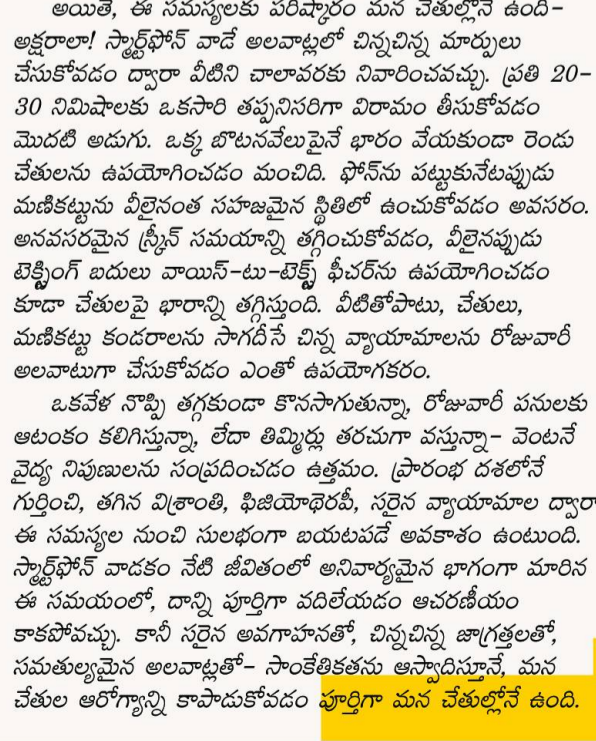 అయితే, ఈ సమస్యలకు పరిష్కారం మన చేతుల్లోనే ఉంది-
అక్షరాలా! స్మార్ట్‌ఫోన్ వాడే అలవాట్లలో చిన్నచిన్న మార్పులు
చేసుకోవడం ద్వారా వీటిని చాలావరకు నివారించవచ్చు. ప్రతి 20-
30 నిమిషాలకు ఒకసారి తప్పనిసరిగా విరామం తీసుకోవడం
మొదటి అడుగు. ఒక్క బొటనవేలుపైనే భారం వేయకుండా రెండు
చేతులను ఉపయోగించడం మంచిది. ఫోన్‌ను పట్టుకునేటప్పుడు
మణికట్టును వీలైనంత సహజమైన స్థితిలో ఉంచుకోవడం అవసరం.
అనవసరమైన స్క్రీన్ సమయాన్ని తగ్గించుకోవడం, వీలైనప్పుడు
టెక్స్టింగ్ బదులు వాయిస్-టు-టెక్స్ట్ ఫీచర్‌ను ఉపయోగించడం
కూడా చేతులపై భారాన్ని తగ్గిస్తుంది. వీటితోపాటు, చేతులు,
మణికట్టు కండరాలను సాగదీసే చిన్న వ్యాయామాలను రోజువారీ
అలవాటుగా చేసుకోవడం ఎంతో ఉపయోగకరం.
ఒకవేళ నొప్పి తగ్గకుండా కొనసాగుతున్నా, రోజువారీ పనులకు
ఆటంకం కలిగిస్తున్నా, లేదా తిమ్మిర్లు తరచుగా వస్తున్నా- వెంటనే
వైద్య నిపుణులను సంప్రదించడం ఉత్తమం. ప్రారంభ దశలోనే
గుర్తించి, తగిన విశ్రాంతి, ఫిజియోథెరపీ, సరైన వ్యాయామాల ద్వారా
ఈ సమస్యల నుంచి సులభంగా బయటపడే అవకాశం ఉంటుంది.
స్మార్ట్‌ఫోన్ వాడకం నేటి జీవితంలో అనివార్యమైన భాగంగా మారిన
ఈ సమయంలో, దాన్ని పూర్తిగా వదిలేయడం ఆచరణీయం
కాకపోవచ్చు. కానీ సరైన అవగాహనతో, చిన్నచిన్న జాగ్రత్తలతో,
సమతుల్యమైన అలవాట్లతో- సాంకేతికతను ఆస్వాదిస్తూనే, మన
చేతుల ఆరోగ్యాన్ని కాపాడుకోవడం పూర్తిగా మన చేతుల్లోనే ఉంది.